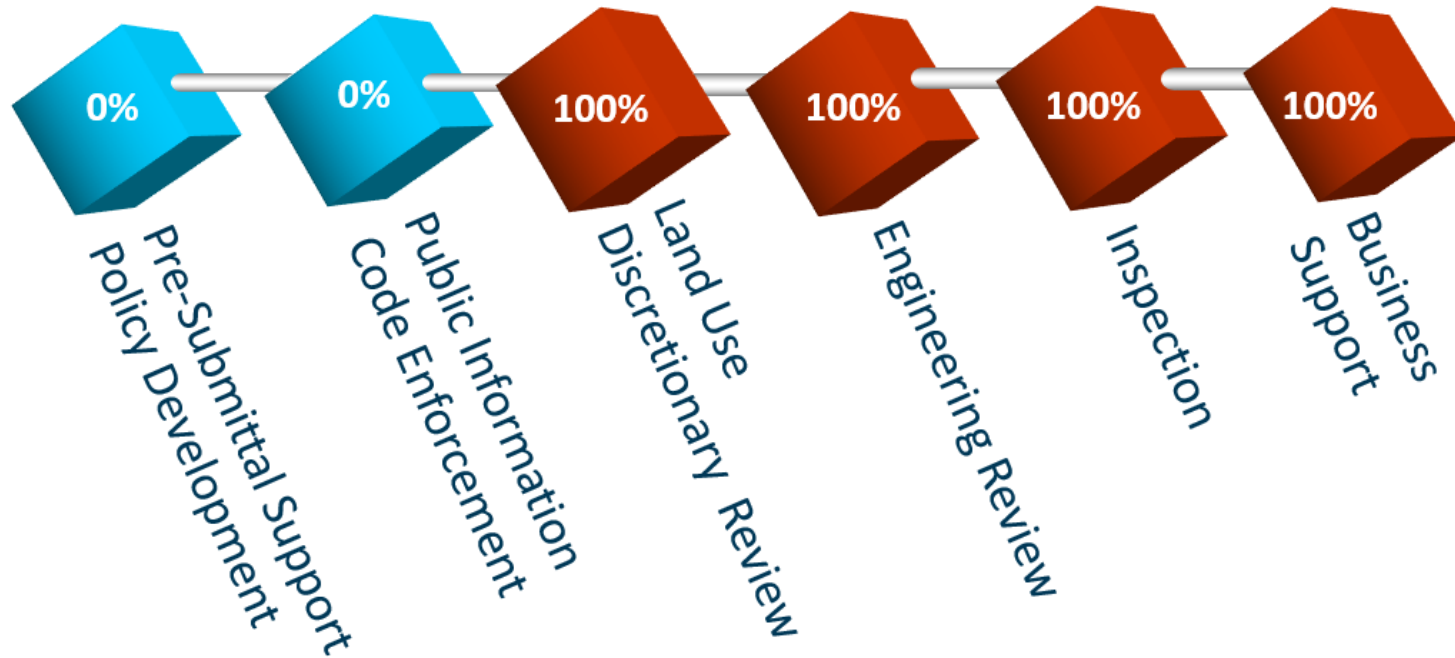 0%
0%
100%
100%
100%
100%
Pre-Submittal Support
Policy Development
Public Information
Code Enforcement
Land Use
Discretionary Review
Engineering Review
Inspection
Business
Support